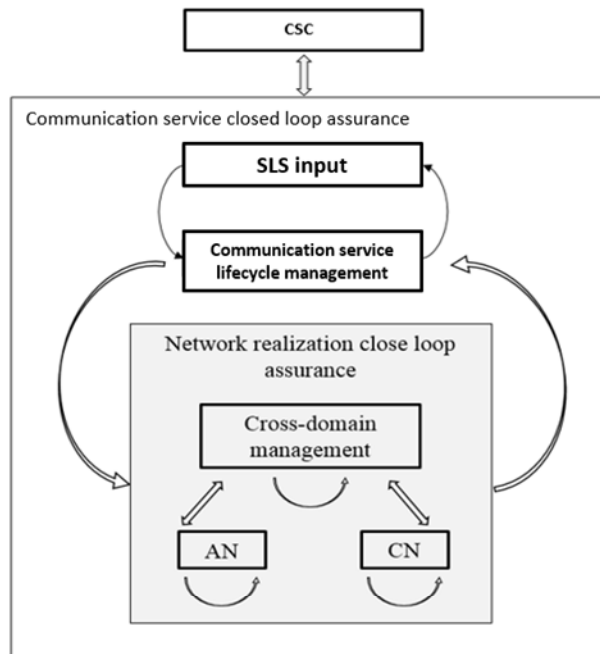 CSC
Communication service closed loop assurance
SLS input
Communication service
lifecycle management
Network realization close loop
assurance
Cross-domain
management
AN
CN